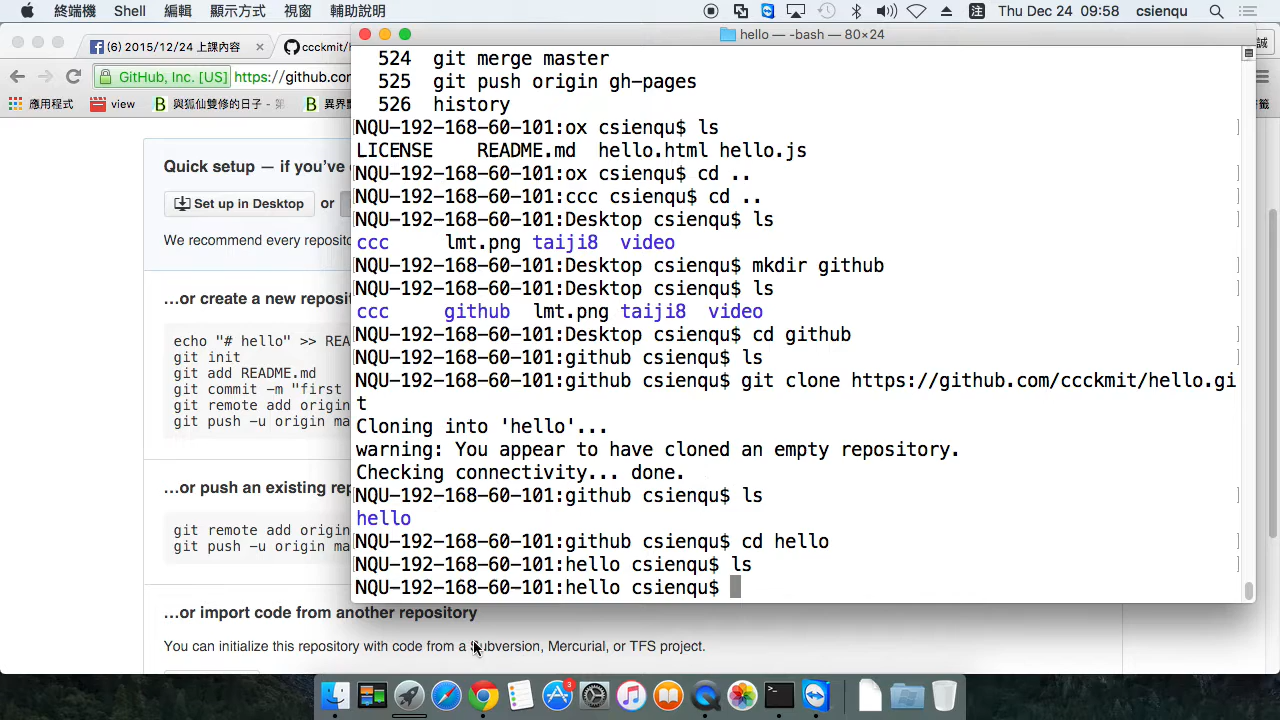 終端機 Shell 編輯 顯示方式 視窗 輔助說明 注 Thu Dec 24 09:58 csienqu
(6) 2015/12/24 上課內容 × ccckmit/h
hello — -bash — 80×24
誠
GitHub, Inc. [US] https://github.com
應用程式 view 與狐仙雙修的日子 - 第 異界
籤
Quick setup — if you've
Set up in Desktop or
We recommend every reposito
…or create a new reposit
echo "# hello" >> REA
git init
git add README.md
git commit -m "first
git remote add origin
git push -u origin ma
…or push an existing rep
git remote add origin
git push -u origin ma
…or import code from another repository
You can initialize this repository with code from a Subversion, Mercurial, or TFS project.
524 git merge master
525 git push origin gh-pages
526 history
NQU-192-168-60-101:ox csienqu$ ls
LICENSE README.md hello.html hello.js
NQU-192-168-60-101:ox csienqu$ cd ..
NQU-192-168-60-101:ccc csienqu$ cd ..
NQU-192-168-60-101:Desktop csienqu$ ls
ccc lmt.png taiji8 video
NQU-192-168-60-101:Desktop csienqu$ mkdir github
NQU-192-168-60-101:Desktop csienqu$ ls
ccc github lmt.png taiji8 video
NQU-192-168-60-101:Desktop csienqu$ cd github
NQU-192-168-60-101:github csienqu$ ls
NQU-192-168-60-101:github csienqu$ git clone https://github.com/ccckmit/hello.gi
t
Cloning into 'hello'...
warning: You appear to have cloned an empty repository.
Checking connectivity... done.
NQU-192-168-60-101:github csienqu$ ls
hello
NQU-192-168-60-101:github csienqu$ cd hello
NQU-192-168-60-101:hello csienqu$ ls
NQU-192-168-60-101:hello csienqu$
3